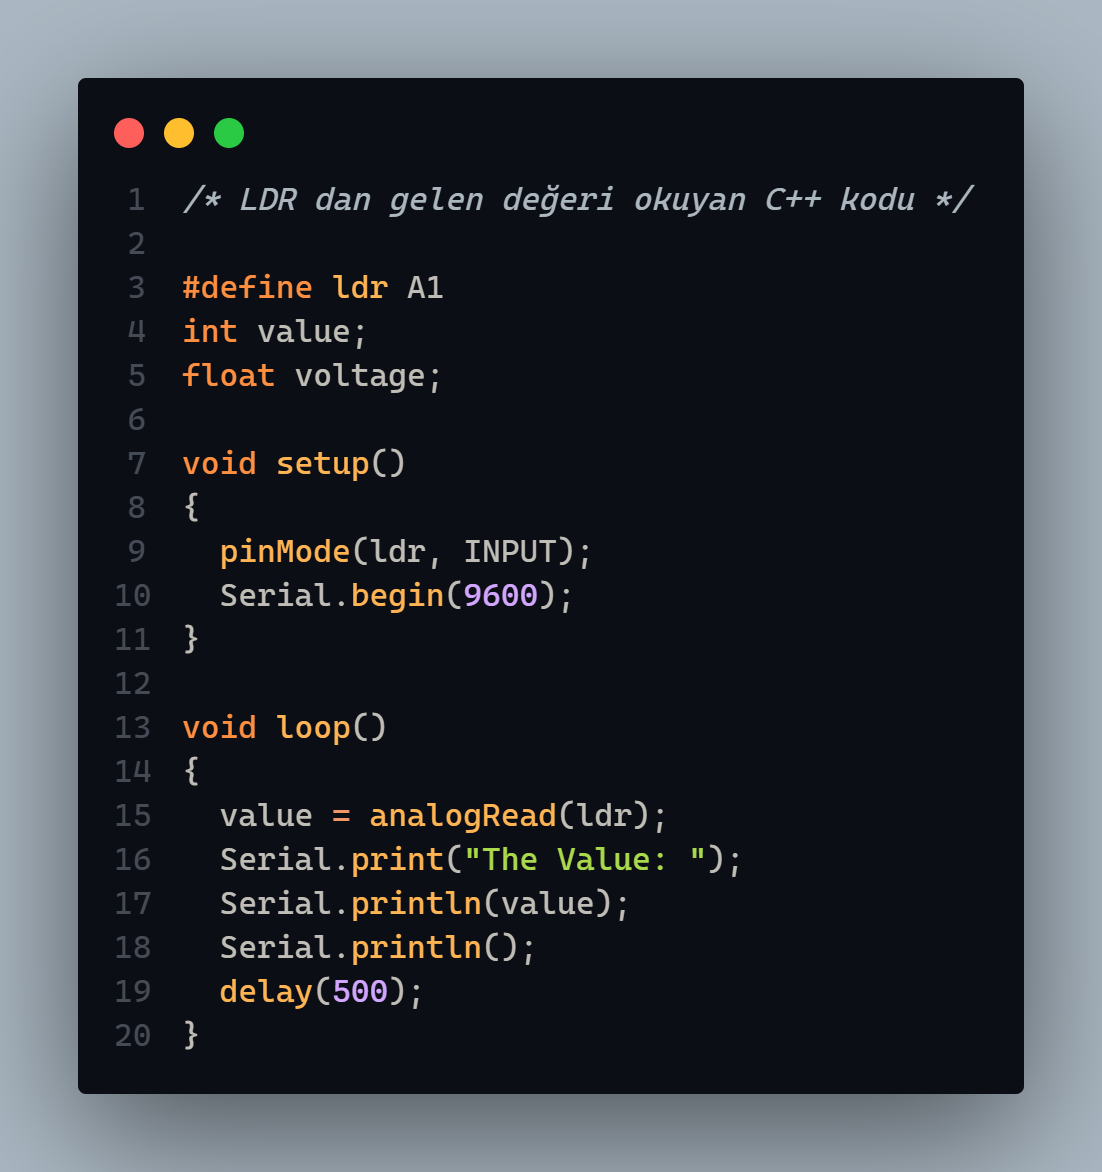 1 /* LDR dan gelen değeri okuyan C++ kodu */
2
3 #define ldr A1
4 int value;
5 float voltage;
6
7 void setup()
8 {
9   pinMode(ldr, INPUT);
10   Serial.begin(9600);
11 }
12
13 void loop()
14 {
15   value = analogRead(ldr);
16   Serial.print("The Value: ");
17   Serial.println(value);
18   Serial.println();
19   delay(500);
20 }